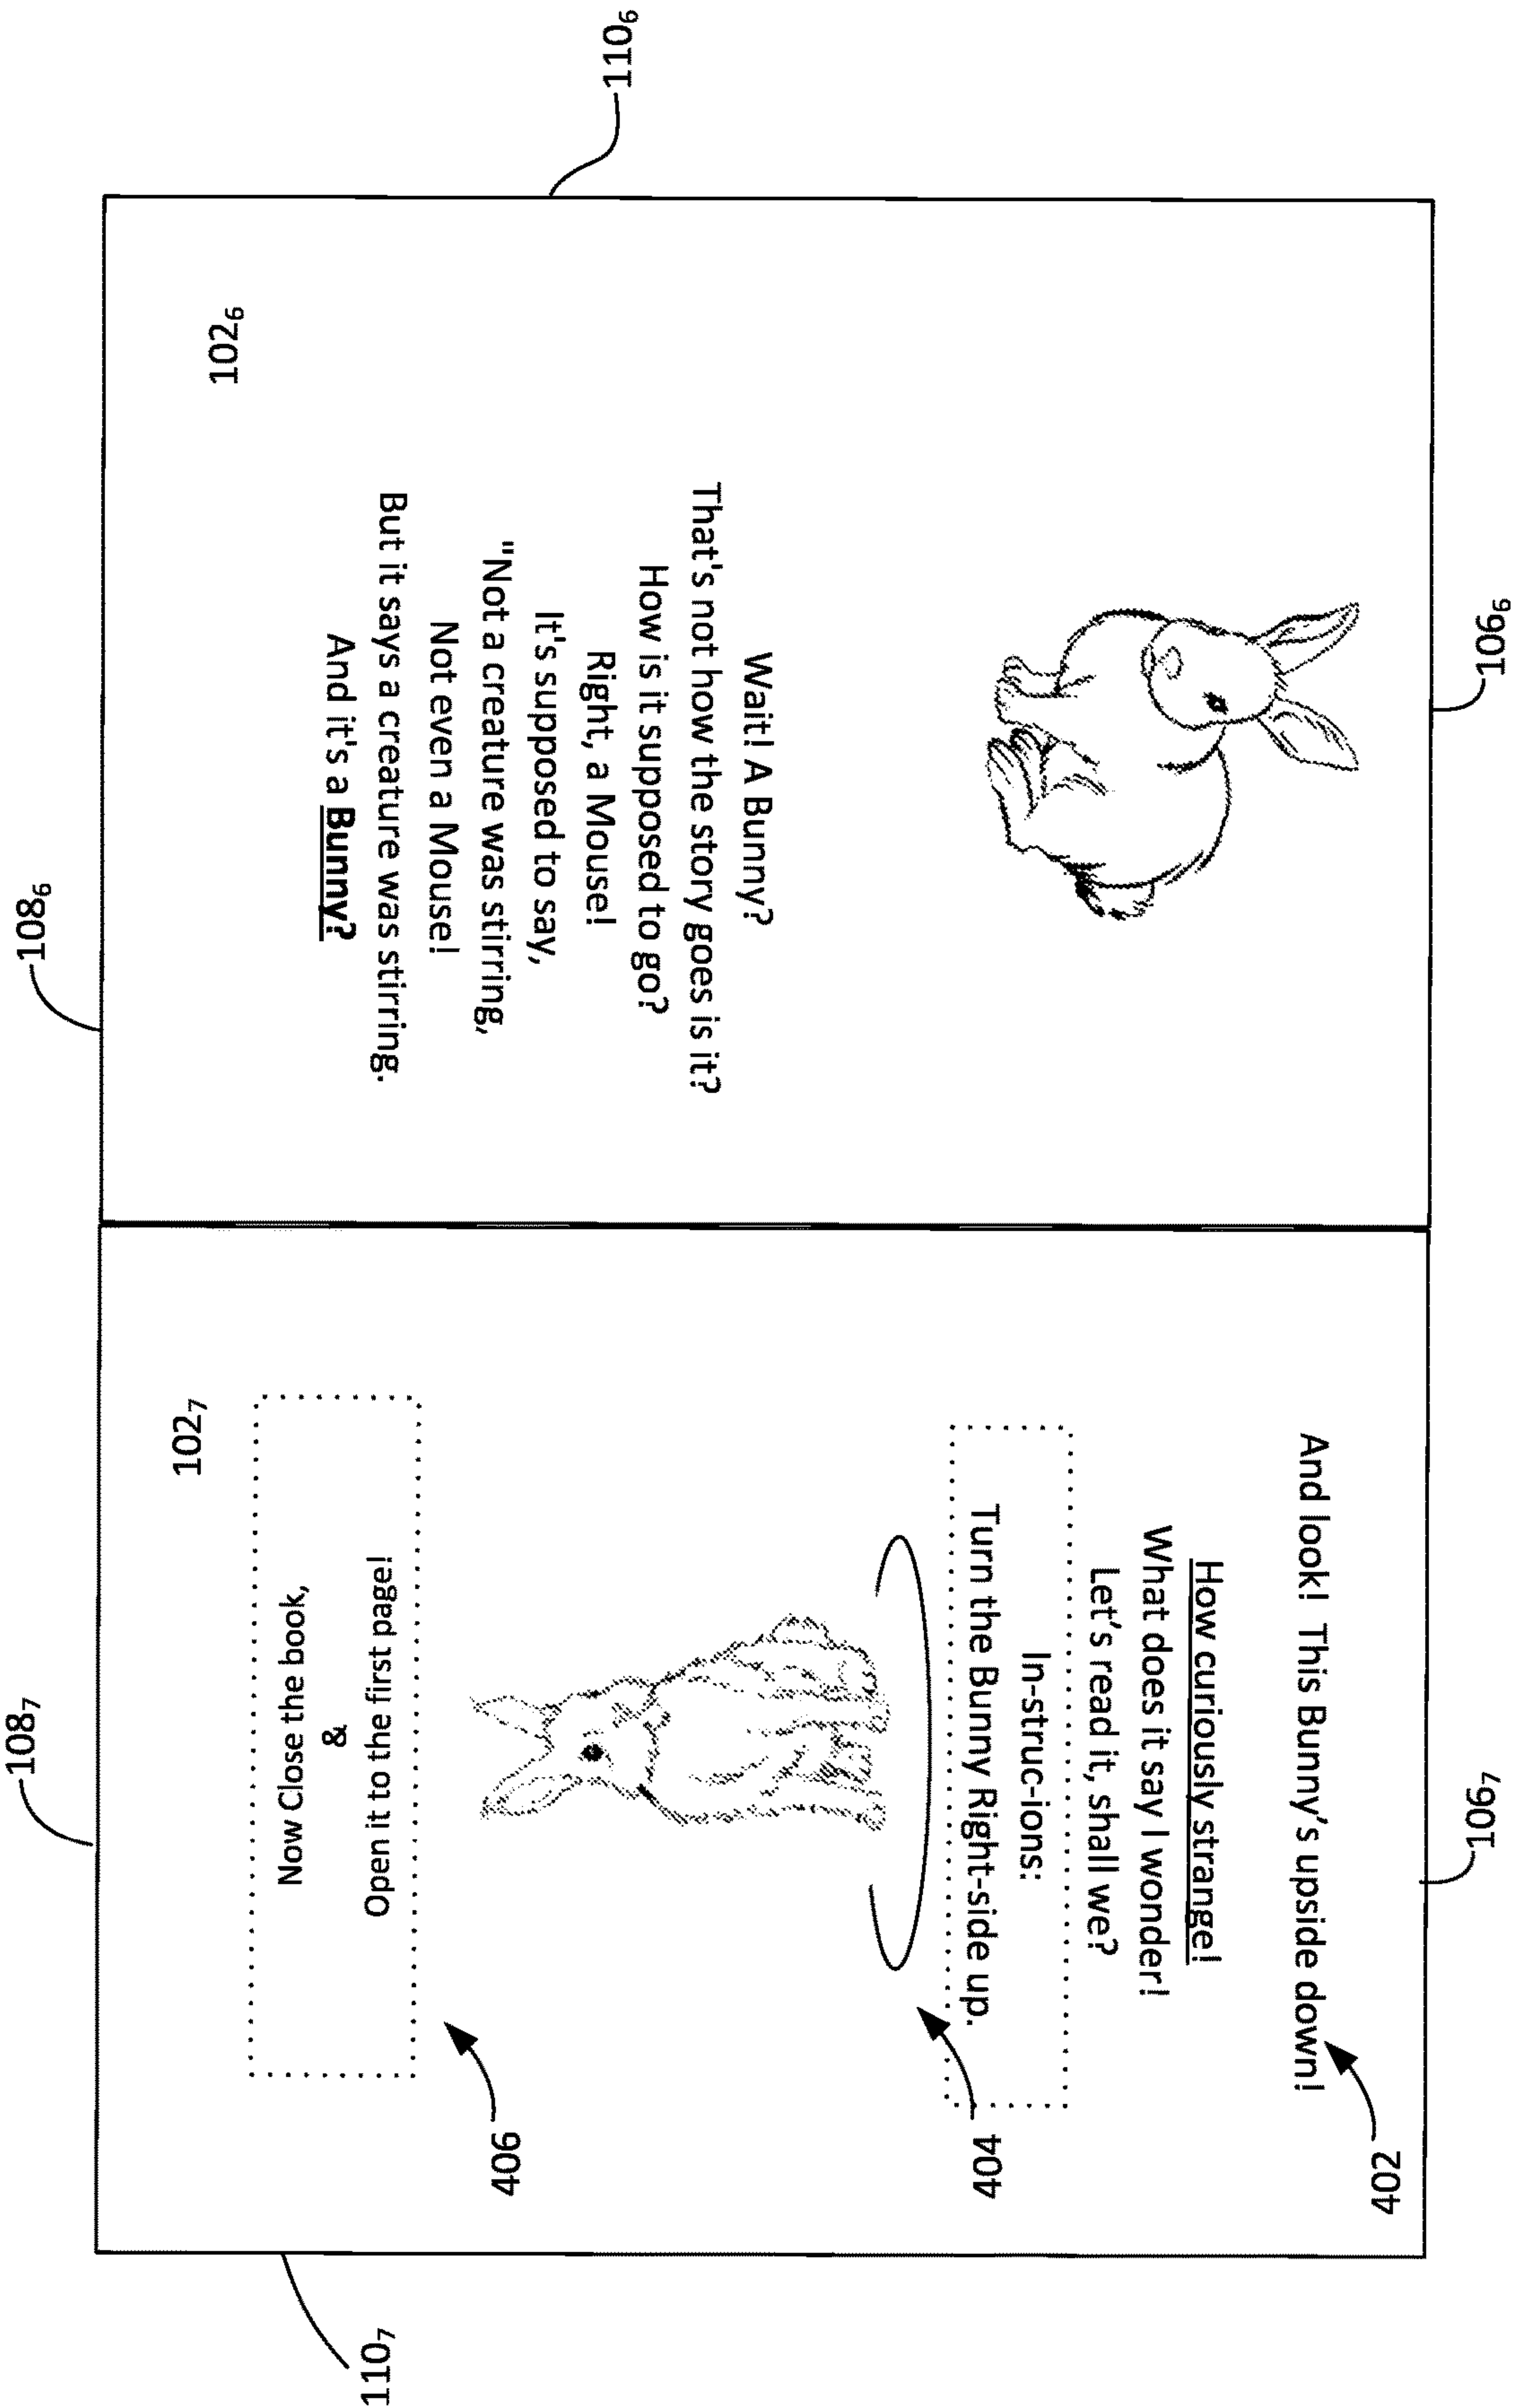 106₆
110₆
102₆
Wait! A Bunny?
That's not how the story goes is it?
How is it supposed to go?
Right, a Mouse!
It's supposed to say,
"Not a creature was stirring,
Not even a Mouse!
But it says a creature was stirring.
And it's a Bunny?
108₆
106₇
And look! This Bunny's upside down!
402
How curiously strange!
What does it say I wonder!
Let's read it, shall we?
In-struc-ions:
Turn the Bunny Right-side up.
404
406
Open it to the first page!
&
Now Close the book,
102₇
108₇
110₇